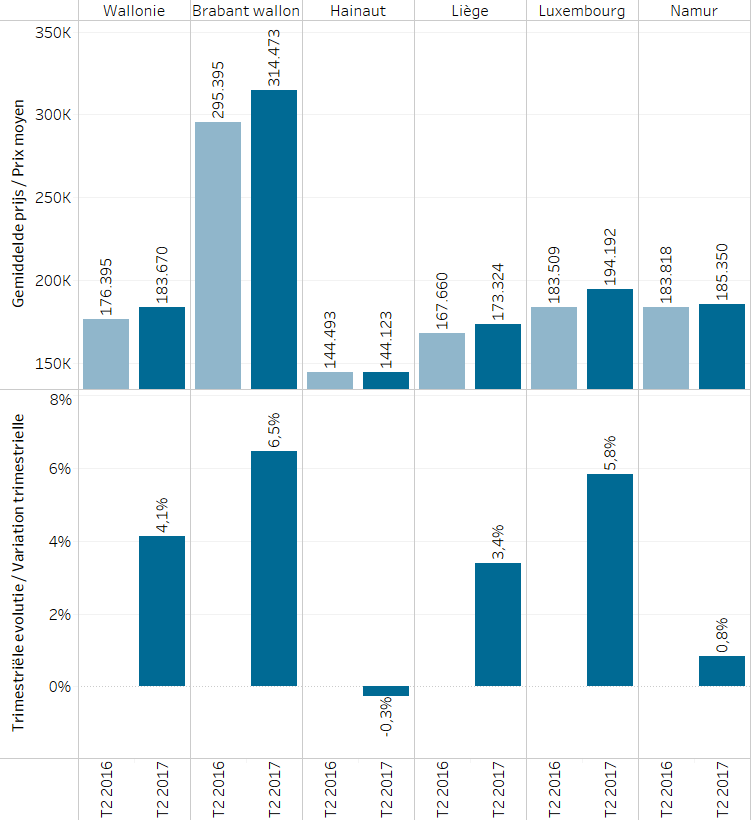 Wallonie Brabant wallon Hainaut Liège Luxembourg Namur
Gemiddelde prijs / Prix moyen
350K
300K
250K
200K
150K
176.395
183.670
295.395
314.473
144.493
144.123
167.660
173.324
183.509
194.192
183.818
185.350
Trimestriële evolutie / Variation trimestrielle
8%
6%
4%
2%
0%
4,1%
6,5%
-0,3%
3,4%
5,8%
0,8%
T2 2016
T2 2017
T2 2016
T2 2017
T2 2016
T2 2017
T2 2016
T2 2017
T2 2016
T2 2017
T2 2016
T2 2017